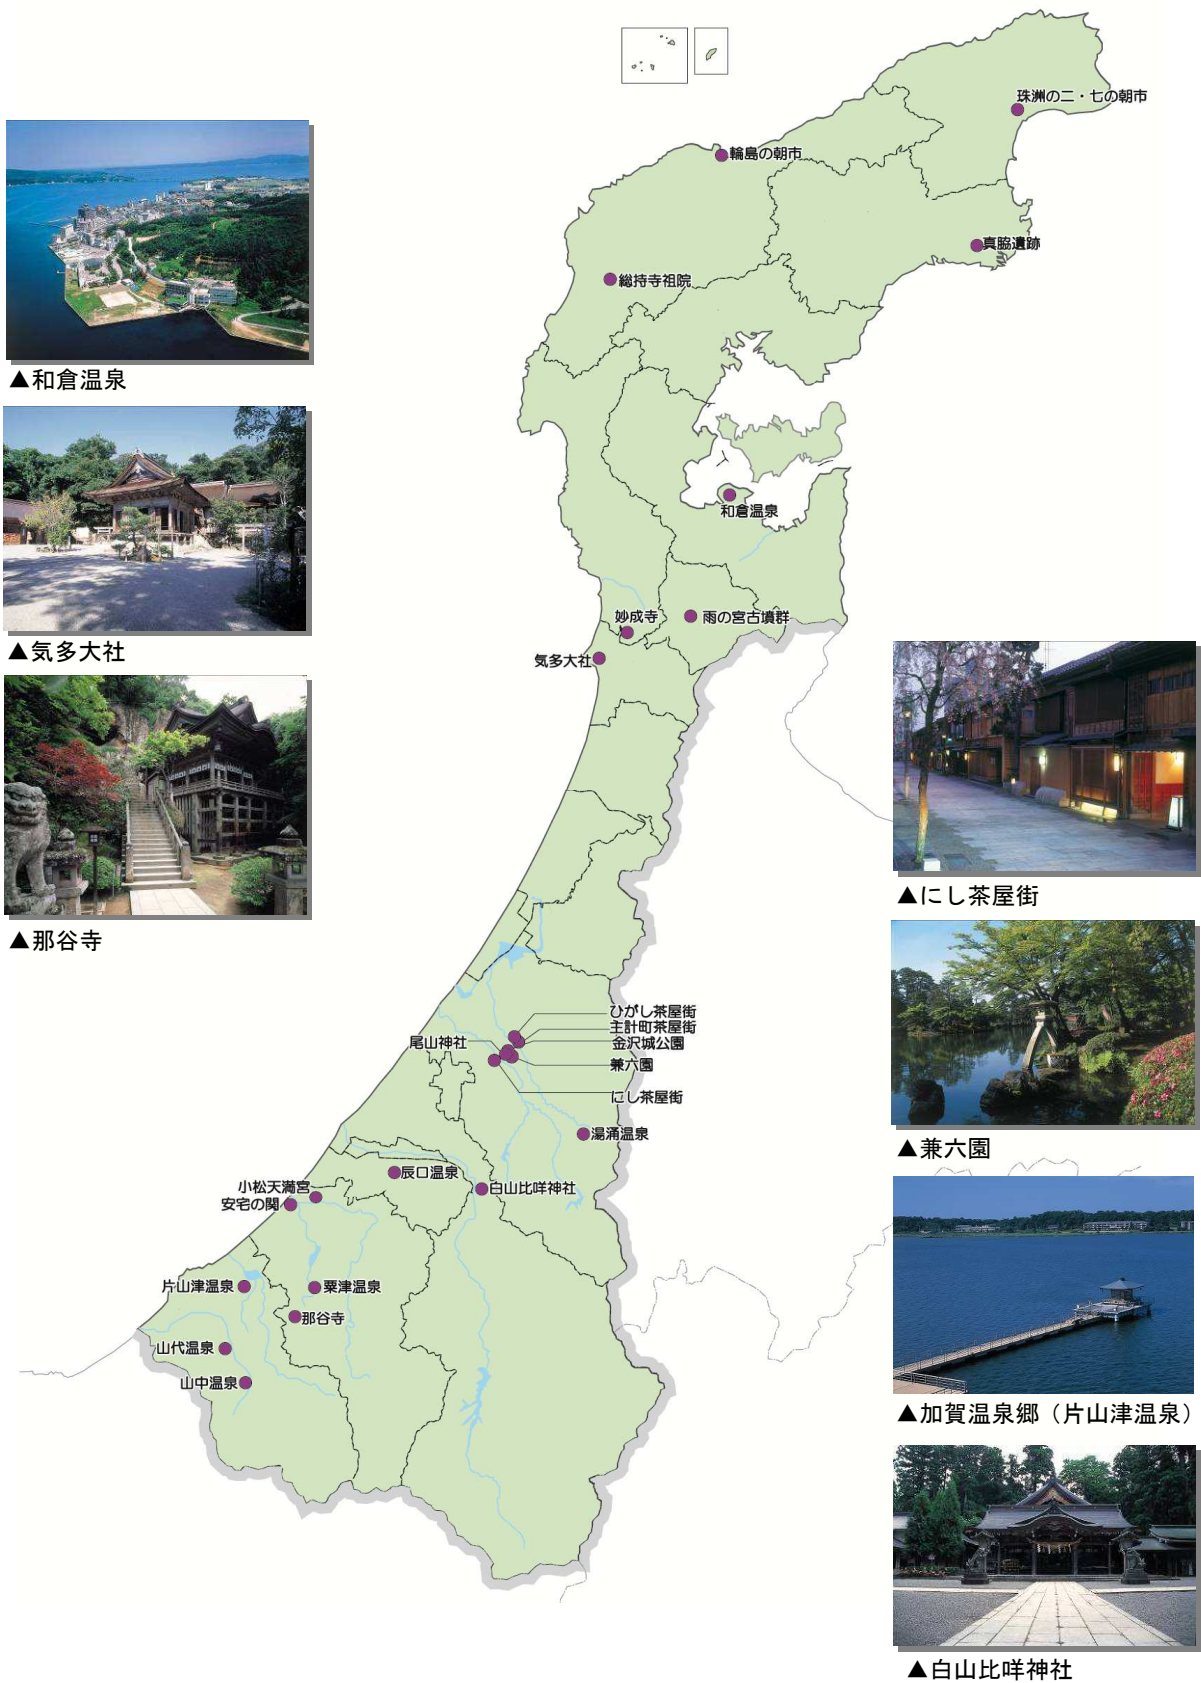 珠洲の二・七の朝市
輪島の朝市
真脇遺跡
総持寺祖院
▲和倉温泉
和倉温泉
妙成寺
雨の宮古墳群
気多大社
▲気多大社
▲にし茶屋街
▲那谷寺
ひがし茶屋街
主計町茶屋街
尾山神社
金沢城公園
兼六園
にし茶屋街
湯涌温泉
▲兼六園
辰口温泉
小松天満宮
白山比咩神社
安宅の関
片山津温泉
粟津温泉
那谷寺
山代温泉
山中温泉
▲加賀温泉郷（片山津温泉）
▲白山比咩神社